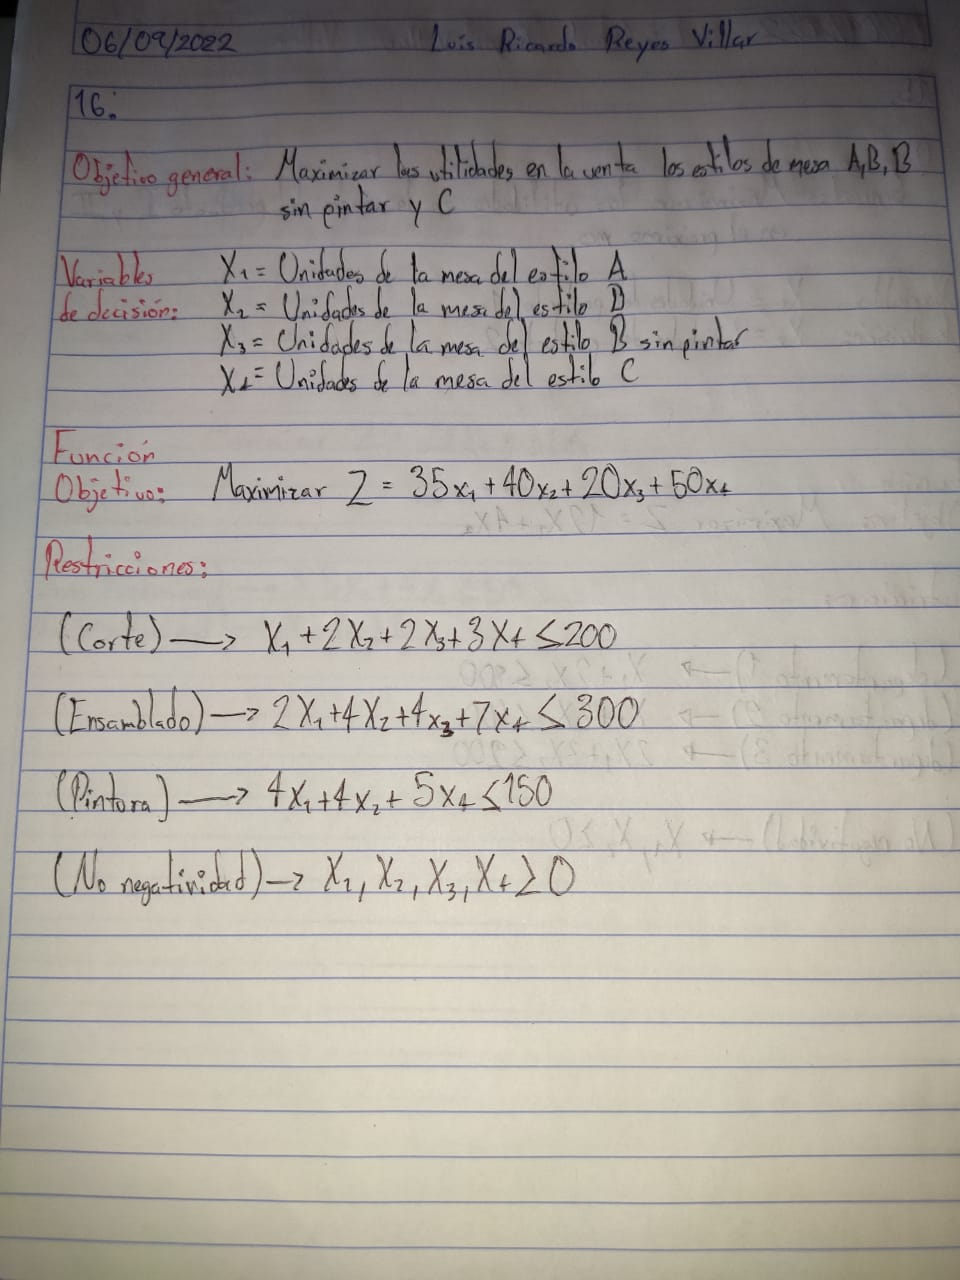 06/09/2022 Luis Ricardo Reyes Villar
16.
Objetivo general: Maximizar las utilidades en la venta los estilos de mesa A, B, B
sin pintar y C
Variables X₁ = Unidades de la mesa del estilo A
de decisión: X₂ = Unidades de la mesa del estilo B
X₃ = Unidades de la mesa del estilo B sin pintar
X₄ = Unidades de la mesa del estilo C
Función
Objetivo: Maximizar Z = 35x₁ + 40x₂ + 20x₃ + 50x₄
Restricciones:
(Corte) → X₁ + 2X₂ + 2X₃ + 3X₄ ≤ 200
(Ensamblado) → 2X₁ + 4X₂ + 4x₃ + 7x₄ ≤ 300
(Pintura) → 4X₁ + 4x₂ + 5x₄ ≤ 150
(No negatividad) → X₁, X₂, X₃, X₄ ≥ 0